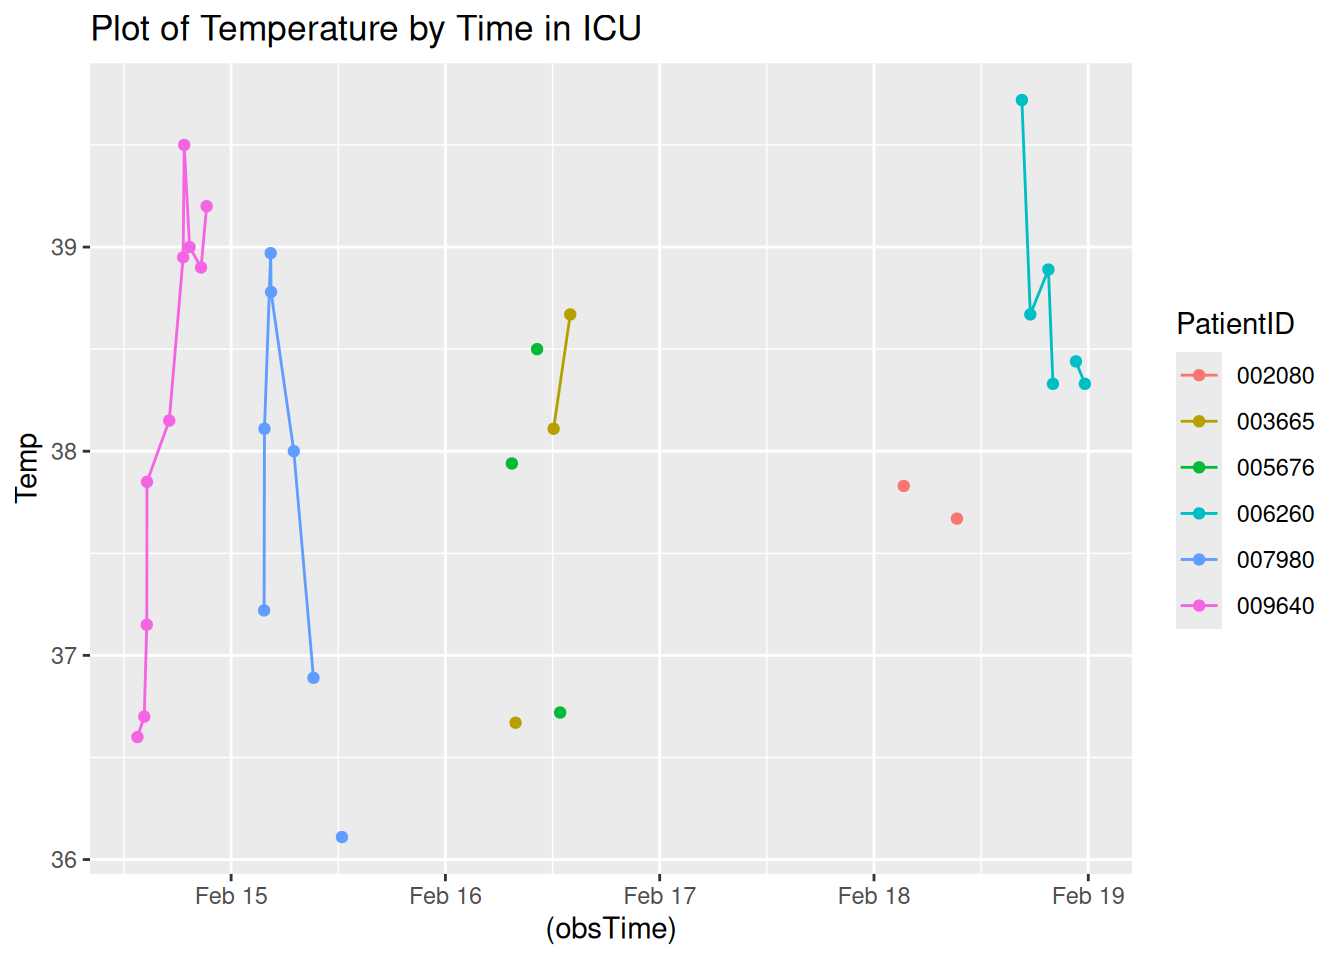 Plot of Temperature by Time in ICU
Temp
39
38
37
36
Feb 15
Feb 16
Feb 17
Feb 18
Feb 19
(obsTime)
PatientID
002080
003665
005676
006260
007980
009640